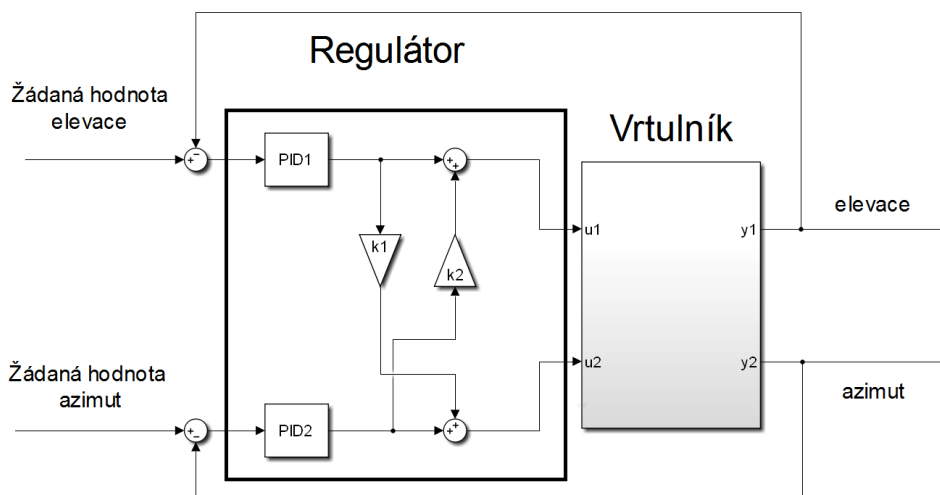 Regulátor
Žádaná hodnota
elevace
Vrtulník
PID1
k1
k2
u1
y1
elevace
u2
y2
azimut
Žádaná hodnota
azimut
PID2